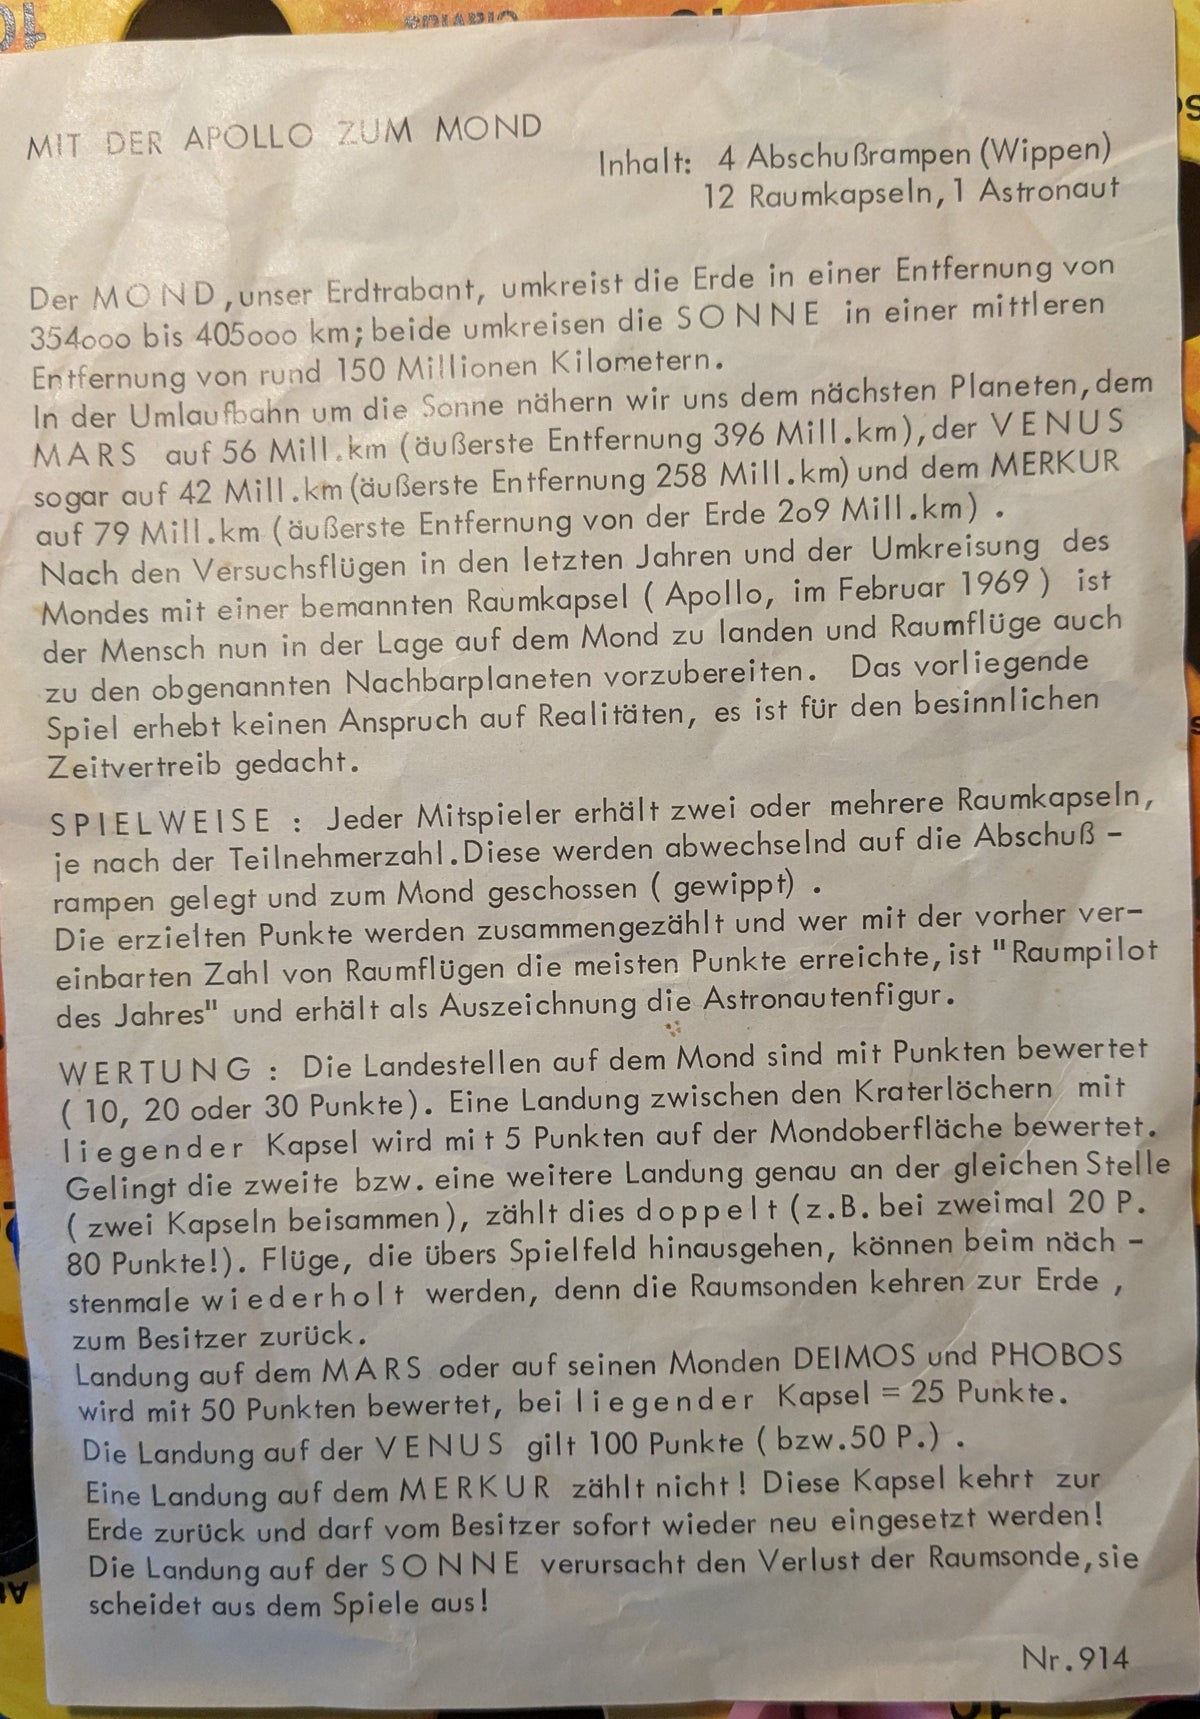 MIT DER APOLLO ZUM MOND
Inhalt: 4 Abschußrampen (Wippen)
12 Raumkapseln, 1 Astronaut
Der MOND, unser Erdtrabant, umkreist die Erde in einer Entfernung von
354000 bis 405000 km; beide umkreisen die SONNE in einer mittleren
Entfernung von rund 150 Millionen Kilometern.
In der Umlaufbahn um die Sonne nähern wir uns dem nächsten Planeten, dem
MARS auf 56 Mill.km (äußerste Entfernung 396 Mill.km), der VENUS
sogar auf 42 Mill.km (äußerste Entfernung 258 Mill.km) und dem MERKUR
auf 79 Mill.km (äußerste Entfernung von der Erde 2o9 Mill.km) .
Nach den Versuchsflügen in den letzten Jahren und der Umkreisung des
Mondes mit einer bemannten Raumkapsel ( Apollo, im Februar 1969 ) ist
der Mensch nun in der Lage auf dem Mond zu landen und Raumflüge auch
zu den obgenannten Nachbarplaneten vorzubereiten. Das vorliegende
Spiel erhebt keinen Anspruch auf Realitäten, es ist für den besinnlichen
Zeitvertreib gedacht.
SPIELWEISE : Jeder Mitspieler erhält zwei oder mehrere Raumkapseln,
je nach der Teilnehmerzahl. Diese werden abwechselnd auf die Abschuß -
rampen gelegt und zum Mond geschossen ( gewippt) .
Die erzielten Punkte werden zusammengezählt und wer mit der vorher ver-
einbarten Zahl von Raumflügen die meisten Punkte erreichte, ist "Raumpilot
des Jahres" und erhält als Auszeichnung die Astronautenfigur.
WERTUNG : Die Landestellen auf dem Mond sind mit Punkten bewertet
( 10, 20 oder 30 Punkte). Eine Landung zwischen den Kraterlöchern mit
liegender Kapsel wird mit 5 Punkten auf der Mondoberfläche bewertet.
Gelingt die zweite bzw. eine weitere Landung genau an der gleichen Stelle
( zwei Kapseln beisammen), zählt dies doppelt (z.B. bei zweimal 20 P.
80 Punkte!). Flüge, die übers Spielfeld hinausgehen, können beim näch -
stenmale wiederholt werden, denn die Raumsonden kehren zur Erde ,
zum Besitzer zurück.
Landung auf dem MARS oder auf seinen Monden DEIMOS und PHOBOS
wird mit 50 Punkten bewertet, bei liegender Kapsel = 25 Punkte.
Die Landung auf der VENUS gilt 100 Punkte ( bzw. 50 P.) .
Eine Landung auf dem MERKUR zählt nicht! Diese Kapsel kehrt zur
Erde zurück und darf vom Besitzer sofort wieder neu eingesetzt werden!
Die Landung auf der SONNE verursacht den Verlust der Raumsonde, sie
scheidet aus dem Spiele aus!
Nr. 914